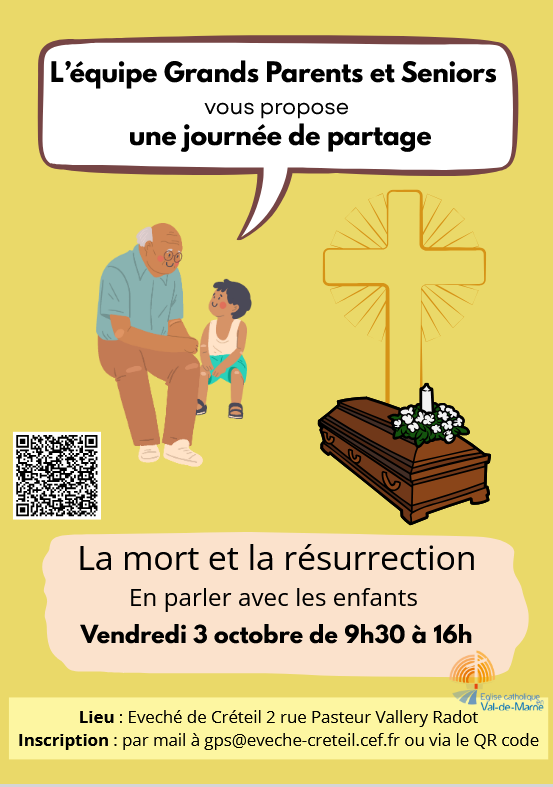 L'équipe Grands Parents et Seniors
vous propose
une journée de partage
La mort et la résurrection
En parler avec les enfants
Vendredi 3 octobre de 9h30 à 16h
Eglise catholique
en
Val-de-Marne
Lieu : Eveché de Créteil 2 rue Pasteur Vallery Radot
Inscription : par mail à gps@eveche-creteil.cef.fr ou via le QR code